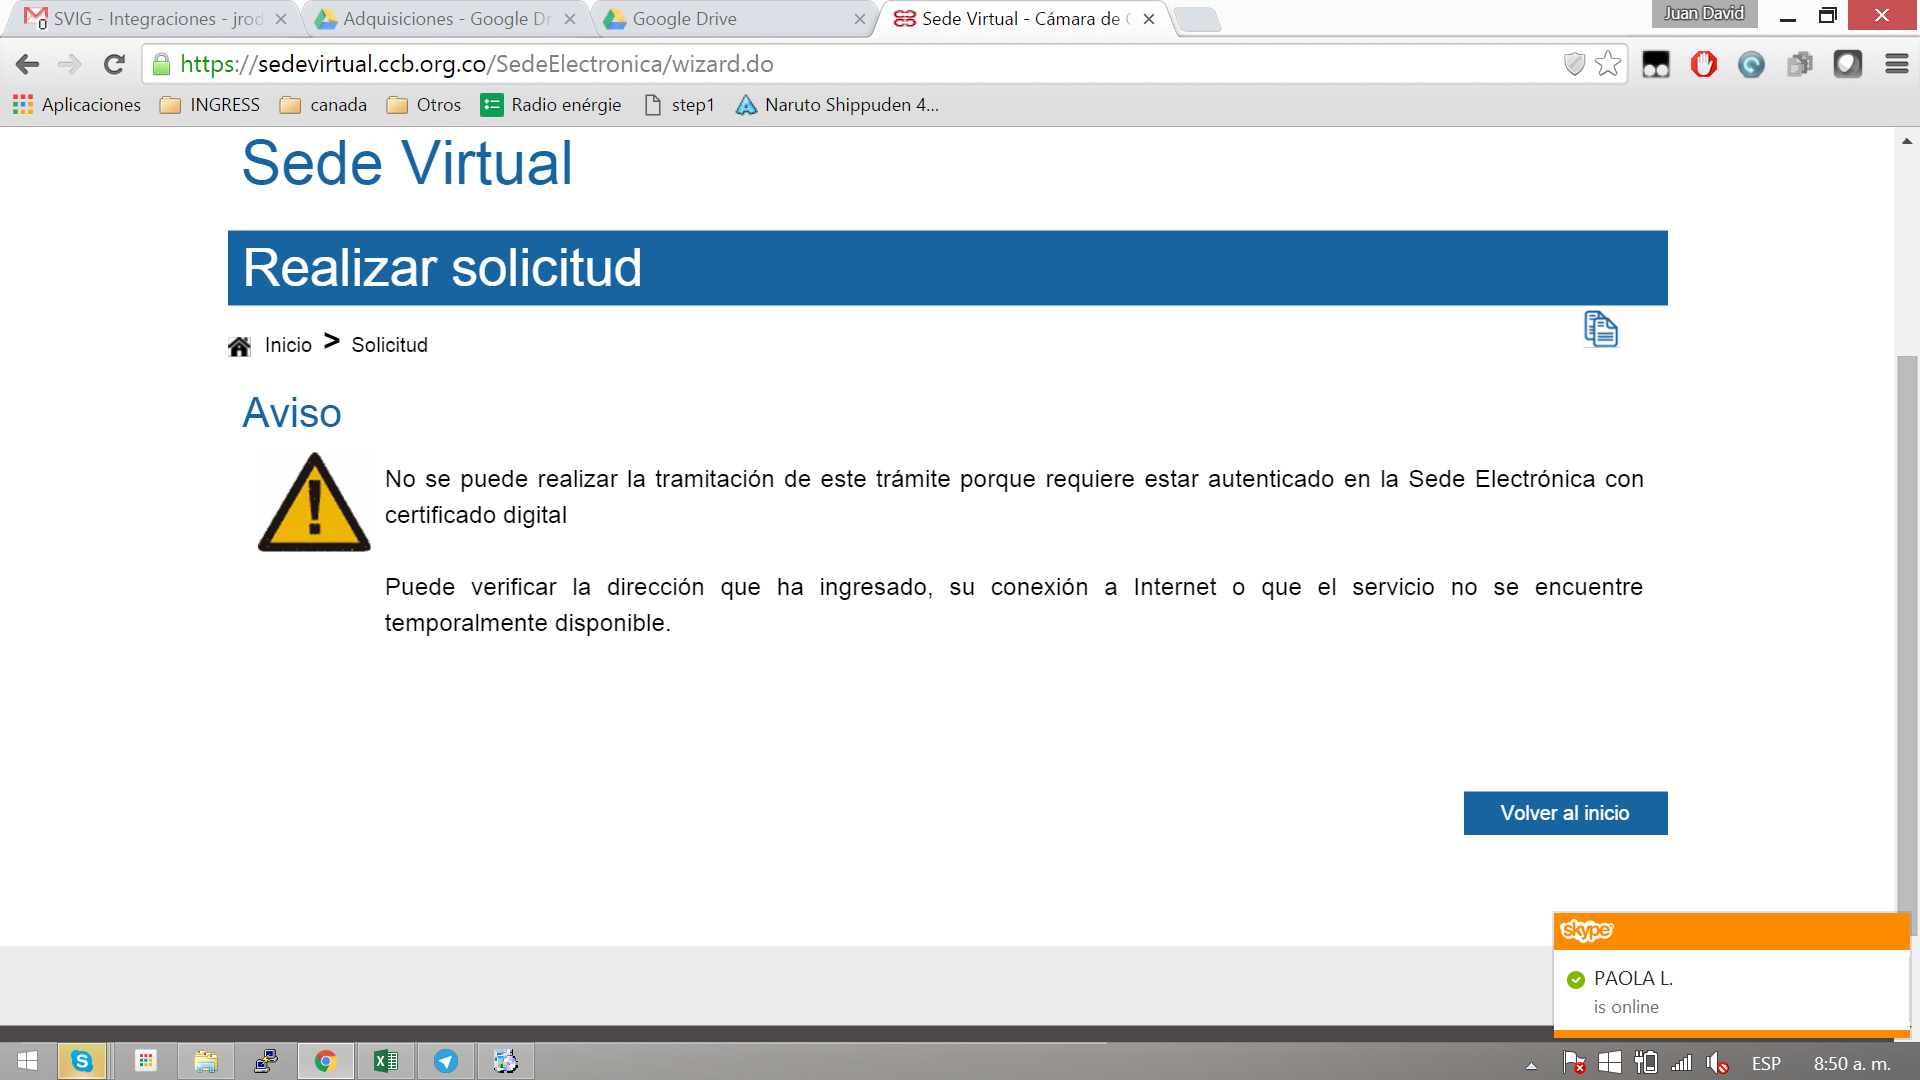 SVIG - Integraciones - jrod
Adquisiciones - Google Dr
Google Drive
Sede Virtual - Cámara de C
Juan David
https://sedevirtual.ccb.org.co/SedeElectronica/wizard.do
Aplicaciones
INGRESS
canada
Otros
Radio enérgie
step1
Naruto Shippuden 4...
Sede Virtual
Realizar solicitud
Inicio > Solicitud
Aviso
No se puede realizar la tramitación de este trámite porque requiere estar autenticado en la Sede Electrónica con
certificado digital
Puede verificar la dirección que ha ingresado, su conexión a Internet o que el servicio no se encuentre
temporalmente disponible.
Volver al inicio
skype
PAOLA L.
is online
ESP
8:50 a. m.